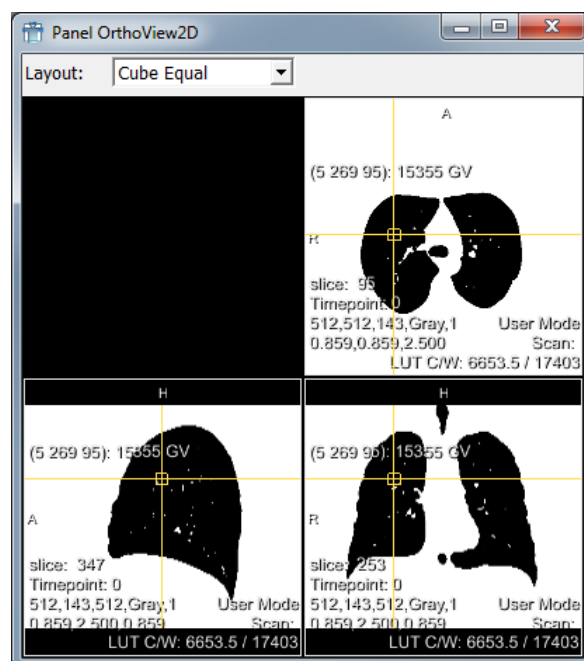 Panel OrthoView2D
Layout: Cube Equal
A
(5 269 95): 15355 GV
R
slice: 95
Timepoint: 0
512,512,143,Gray,1 User Mode
0.859,0.859,2.500 Scan:
LUT C/W: 6653.5 / 17403
H
(5 269 95): 15355 GV
A
slice: 347
Timepoint: 0
512,143,512,Gray,1 User Mode
0.859,2.500,0.859 Scan:
LUT C/W: 6653.5 / 17403
H
(5 269 95): 15355 GV
R
slice: 253
Timepoint: 0
512,143,512,Gray,1 User Mode
0.859,2.500,0.859 Scan:
LUT C/W: 6653.5 / 17403